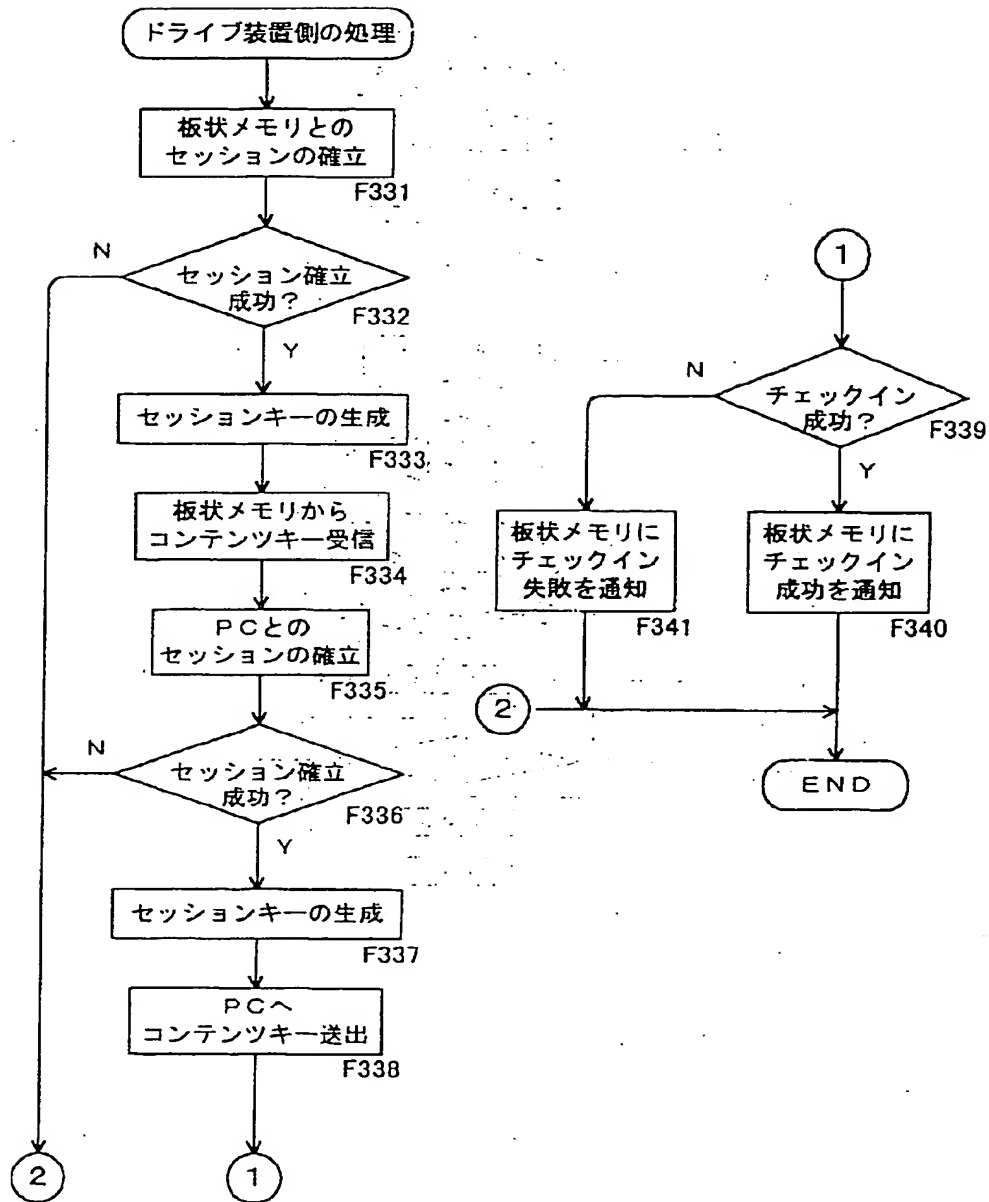 ドライブ装置側の処理
板状メモリとの
セッションの確立
F331
N
セッション確立
成功?
F332
Y
セッションキーの生成
F333
板状メモリから
コンテンツキー受信
F334
PCとの
セッションの確立
F335
N
セッション確立
成功?
F336
Y
セッションキーの生成
F337
PCへ
コンテンツキー送出
F338
2
1
1
N
チェックイン
成功?
F339
Y
板状メモリに
チェックイン
失敗を通知
F341
板状メモリに
チェックイン
成功を通知
F340
2
END